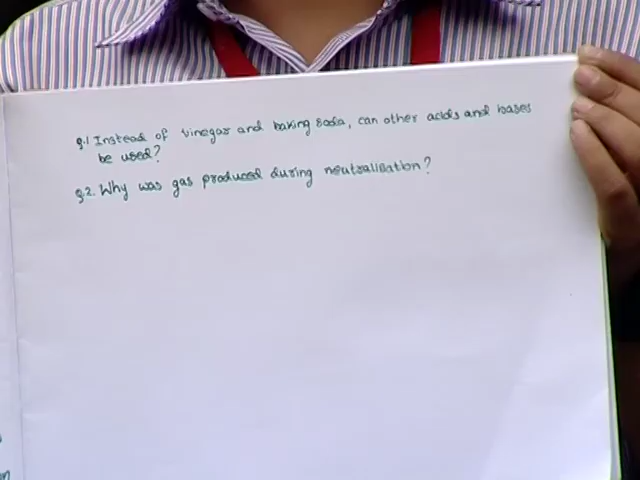 Q.1 Instead of vinegar and baking soda, can other acids and bases
be used?
Q.2. Why was gas produced during neutralisation?